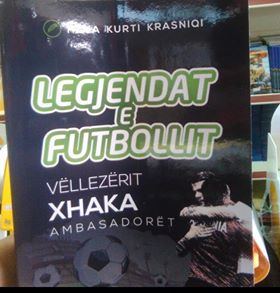 KURTI KRASNIQI
LEGJENDAT
E
FUTBOLLIT
VËLLEZËRIT
XHAKA
AMBASADORËT